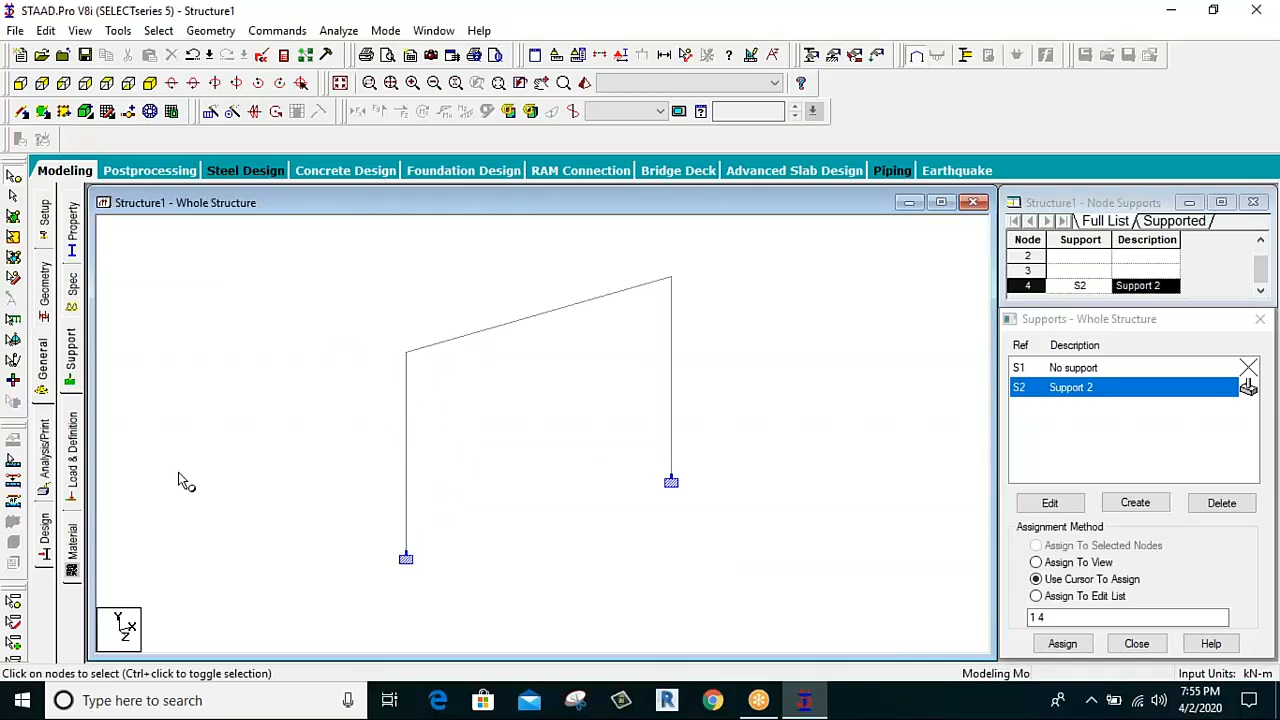 STAAD.Pro V8i (SELECTseries 5) - Structure1
File Edit View Tools Select Geometry Commands Analyze Mode Window Help
Modeling Postprocessing Steel Design Concrete Design Foundation Design RAM Connection Bridge Deck Advanced Slab Design Piping Earthquake
Setup
Geometry
General
Analysis/Print
Design
Property
Spec
Support
Load & Definition
Material
Structure1 - Whole Structure
Y
X
Z
Structure1 - Node Supports
Full List Supported
Node Support Description
2
3
4 S2 Support 2
Supports - Whole Structure
Ref Description
S1 No support
S2 Support 2
Edit Create Delete
Assignment Method
Assign To Selected Nodes
Assign To View
Use Cursor To Assign
Assign To Edit List
1 4
Assign Close Help
Click on nodes to select (Ctrl+click to toggle selection)
Modeling Mo
Input Units: kN-m
Type here to search
7:55 PM
4/2/2020